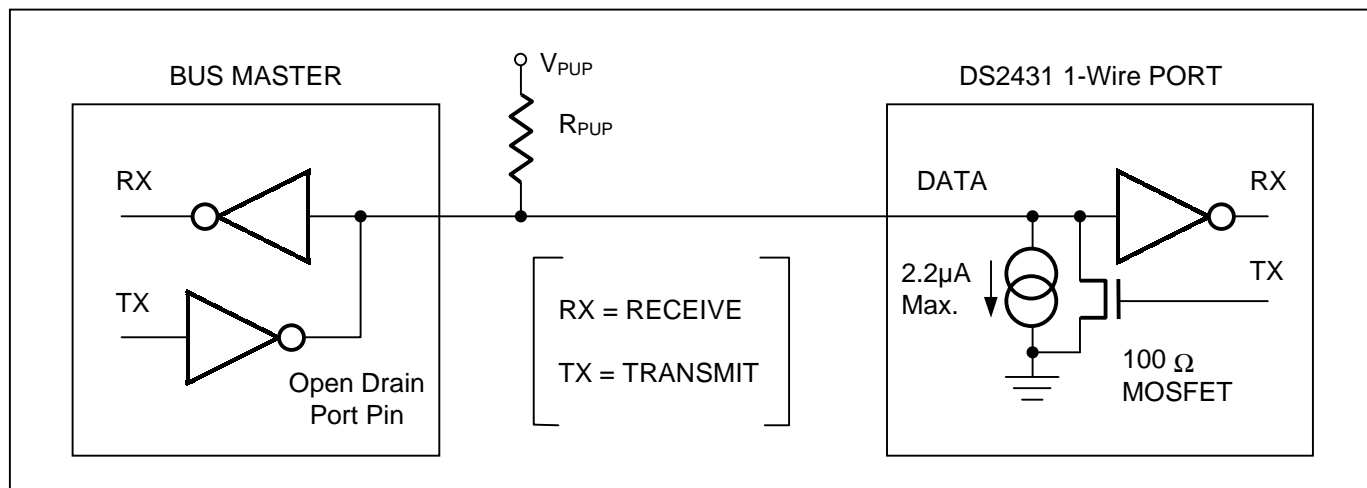 BUS MASTER
RX
TX
Open Drain
Port Pin
VPUP
RPUP
RX = RECEIVE
TX = TRANSMIT
DS2431 1-Wire PORT
DATA
RX
TX
2.2µA
Max.
100 Ω
MOSFET